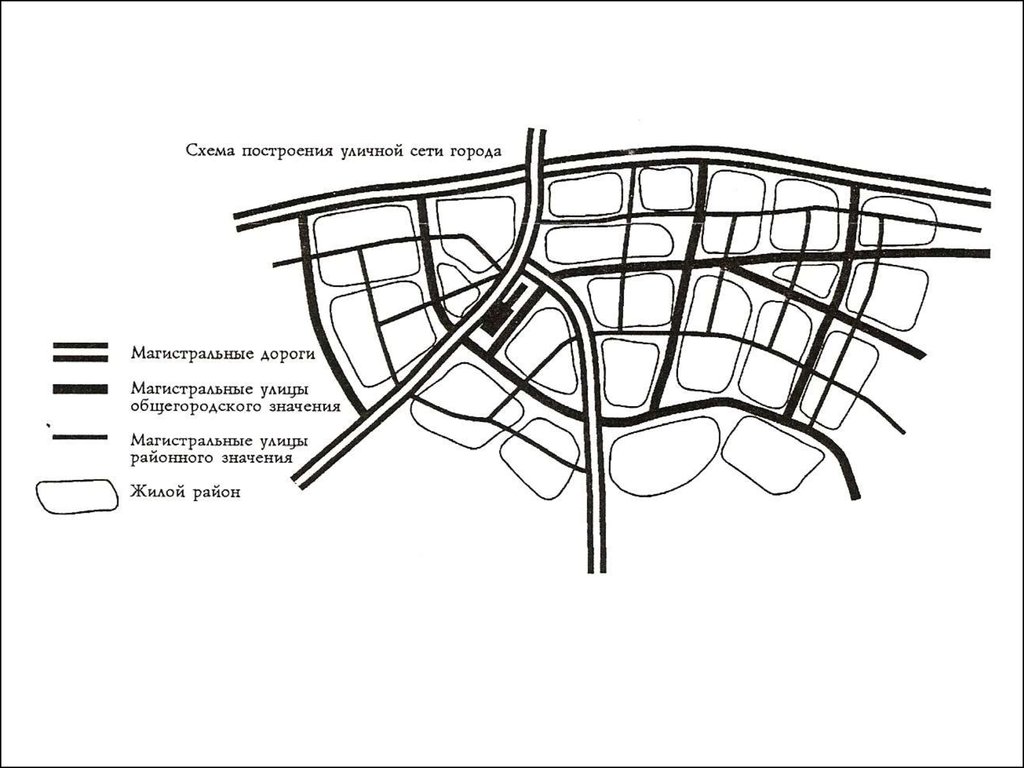 Схема построения уличной сети города
Магистральные дороги
Магистральные улицы
общегородского значения
Магистральные улицы
районного значения
Жилой район